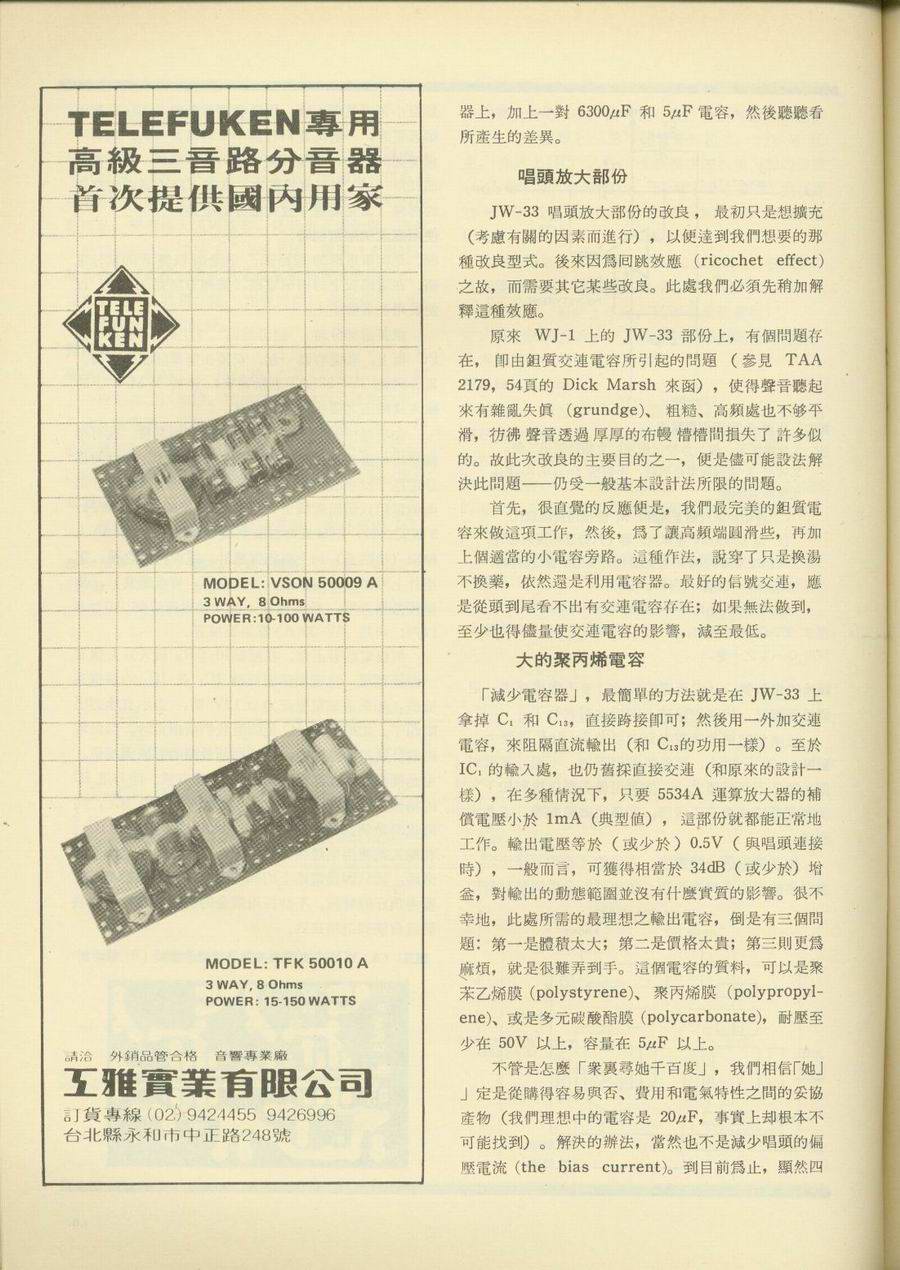 TELEFUKEN專用
高級三音路分音器
首次提供國內用家
TELE
FUN
KEN
MODEL: VSON 50009 A
3 WAY, 8 Ohms
POWER:10-100 WATTS
MODEL: TFK 50010 A
3 WAY, 8 Ohms
POWER: 15-150 WATTS
請洽 外銷品管合格 音響專業廠
工雅實業有限公司
訂貨專線(02)9424455 9426996
台北縣永和市中正路248號
器上，加上一對 6300μF 和 5μF 電容，然後聽聽看
所產生的差異。
唱頭放大部份
JW-33 唱頭放大部份的改良， 最初只是想擴充
（考慮有關的因素而進行），以便達到我們想要的那
種改良型式。後來因爲回跳效應 (ricochet effect)
之故，而需要其它某些改良。此處我們必須先稍加解
釋這種效應。
原來 WJ-1 上的 JW-33 部份上，有個問題存
在， 卽由鉭質交連電容所引起的問題 （參見 TAA
2179，54頁的 Dick Marsh 來函），使得聲音聽起
來有雜亂失眞 (grundge)、 粗糙、高頻處也不够平
滑，彷彿 聲音透過 厚厚的布幔 懵懵間損失了 許多似
的。故此次改良的主要目的之一，便是儘可能設法解
決此問題——仍受一般基本設計法所限的問題。
首先，很直覺的反應便是，我們最完美的鉭質電
容來做這項工作，然後，爲了讓高頻端圓滑些，再加
上個適當的小電容旁路。這種作法，說穿了只是換湯
不換藥，依然還是利用電容器。最好的信號交連，應
是從頭到尾看不出有交連電容存在；如果無法做到，
至少也得儘量使交連電容的影響，減至最低。
大的聚丙烯電容
「減少電容器」，最簡單的方法就是在 JW-33 上
拿掉 C₁ 和 C₁₃，直接跨接卽可；然後用一外加交連
電容，來阻隔直流輸出（和 C₁₃的功用一樣）。至於
IC₁ 的輸入處，也仍舊採直接交連（和原來的設計一
樣），在多種情況下，只要 5534A 運算放大器的補
償電壓小於 1mA（典型値）， 這部份就都能正常地
工作。輸出電壓等於（或少於）0.5V（與唱頭連接
時），一般而言，可獲得相當於 34dB（或少於）增
益，對輸出的動態範圍並沒有什麼實質的影響。很不
幸地，此處所需的最理想之輸出電容，倒是有三個問
題：第一是體積太大；第二是價格太貴；第三則更爲
麻煩，就是很難弄到手。這個電容的質料，可以是聚
苯乙烯膜 (polystyrene)、 聚丙烯膜 (polypropyl-
ene)、或是多元碳酸酯膜 (polycarbonate)，耐壓至
少在 50V 以上，容量在 5μF 以上。
不管是怎麼「衆裏尋她千百度」，我們相信「她」
」定是從購得容易與否、費用和電氣特性之間的妥協
產物（我們理想中的電容是 20μF，事實上却根本不
可能找到）。解決的辦法，當然也不是減少唱頭的偏
壓電流 (the bias current)。到目前爲止，顯然四